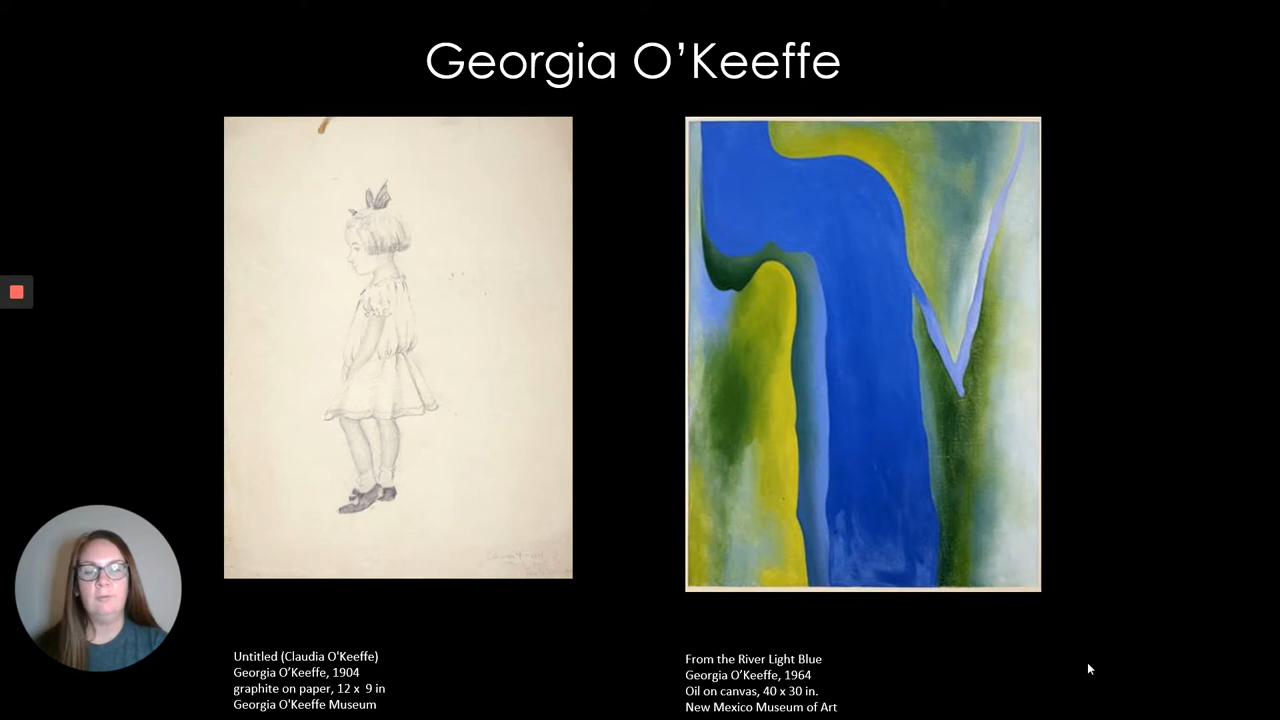 Georgia O’Keeffe
Untitled (Claudia O'Keeffe)
Georgia O’Keeffe, 1904
graphite on paper, 12 x  9 in
Georgia O'Keeffe Museum
From the River Light Blue
Georgia O’Keeffe, 1964
Oil on canvas, 40 x 30 in.
New Mexico Museum of Art